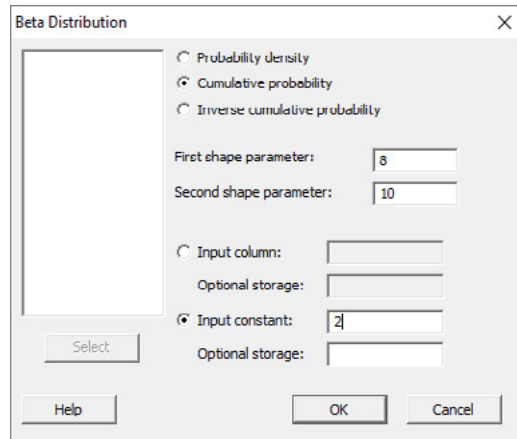 Beta Distribution
Probability density
Cumulative probability
Inverse cumulative probability
First shape parameter: 8
Second shape parameter: 10
Input column:
Optional storage:
Input constant: 2
Optional storage:
Select
Help OK Cancel